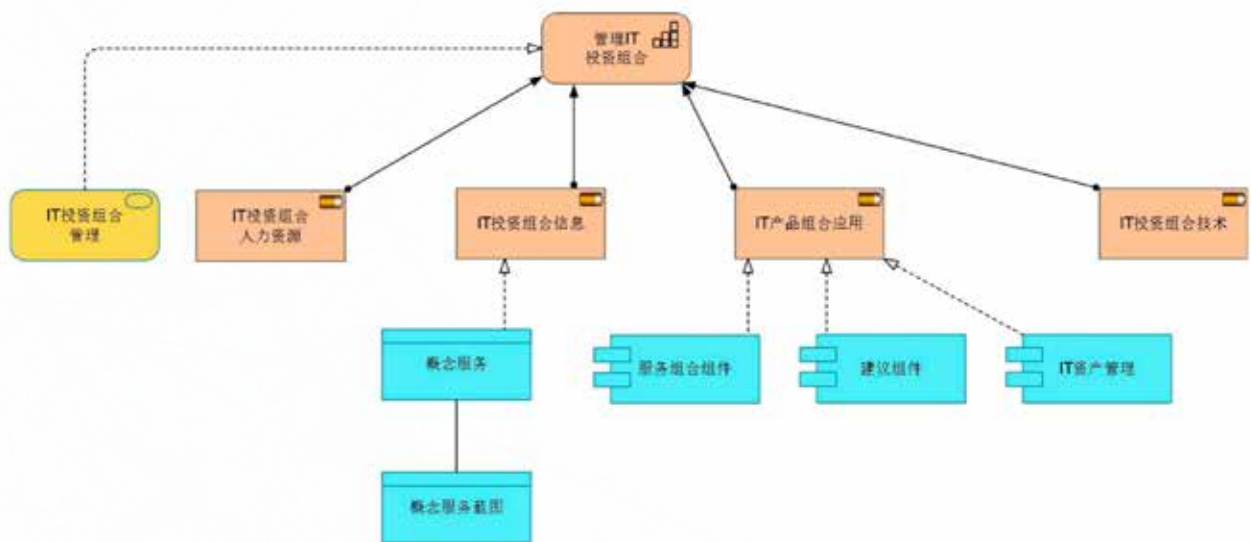 管理IT
投资组合
IT投资组合
管理
IT投资组合
人力资源
IT投资组合信息
IT产品组合应用
IT投资组合技术
概念服务
服务组合组件
建议组件
IT资产管理
概念服务蓝图